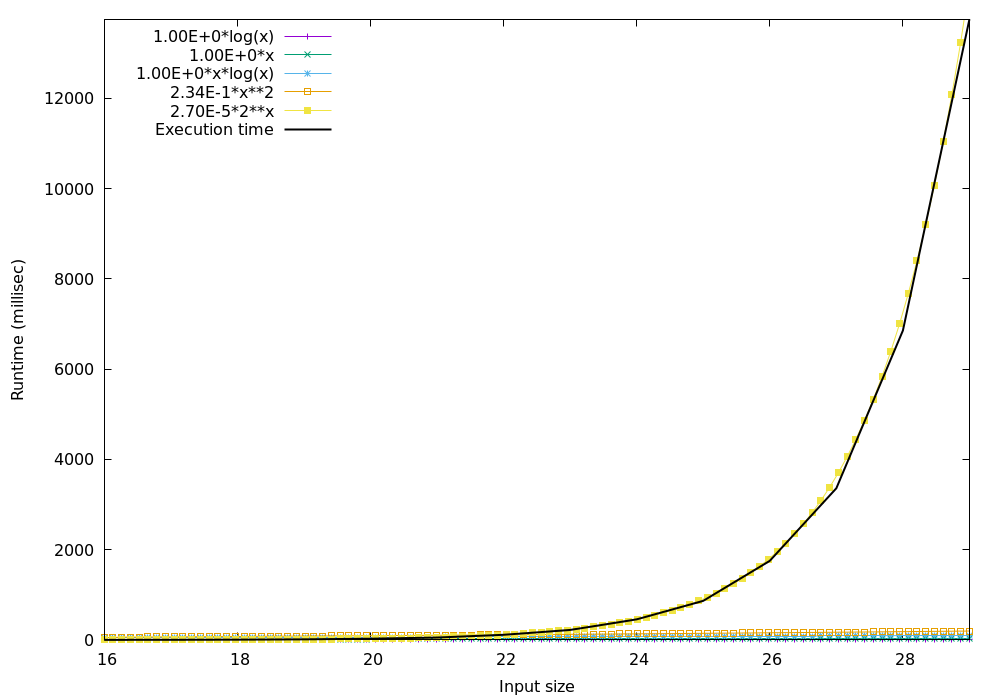 1.00E+0*log(x)
1.00E+0*x
1.00E+0*x*log(x)
2.34E-1*x**2
2.70E-5*2**x
Execution time
12000
10000
8000
6000
4000
2000
0
Runtime (millisec)
16 18 20 22 24 26 28
Input size